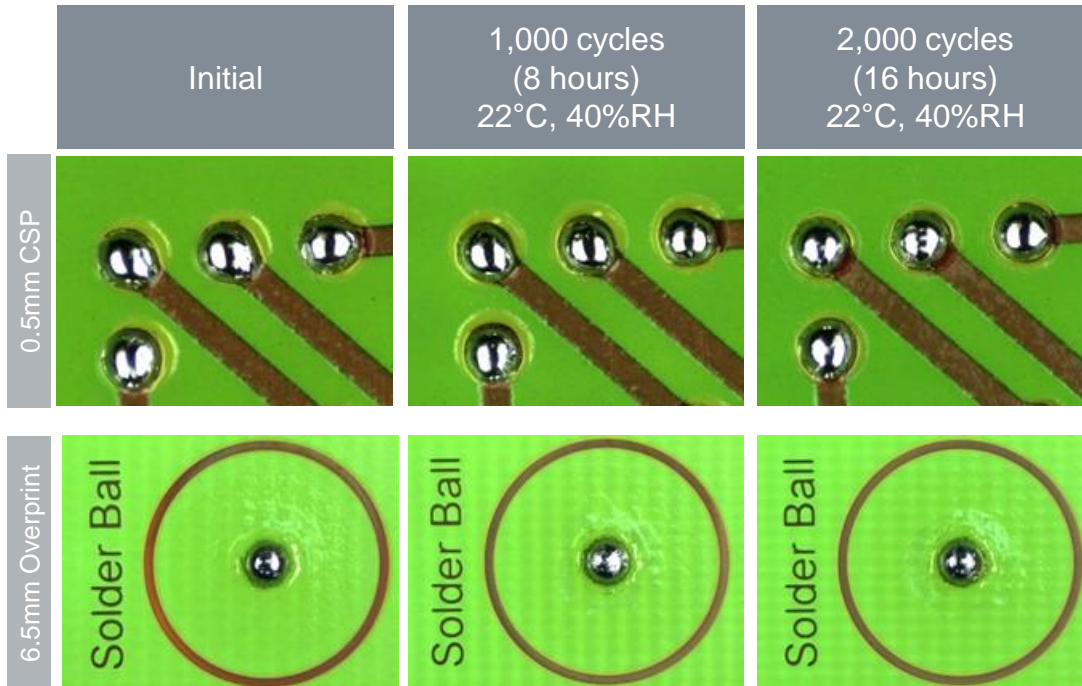 Initial
1,000 cycles
(8 hours)
22°C, 40%RH
2,000 cycles
(16 hours)
22°C, 40%RH
0.5mm CSP
6.5mm Overprint
Solder Ball
Solder Ball
Solder Ball